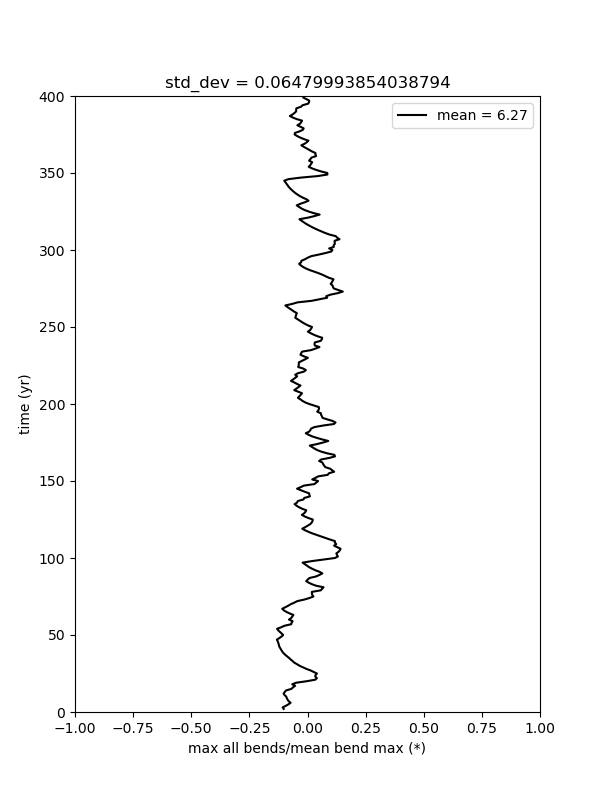 std_dev = 0.06479993854038794
mean = 6.27
400
350
300
250
200
150
100
50
0
time (yr)
−1.00 −0.75 −0.50 −0.25 0.00 0.25 0.50 0.75 1.00
max all bends/mean bend max (*)